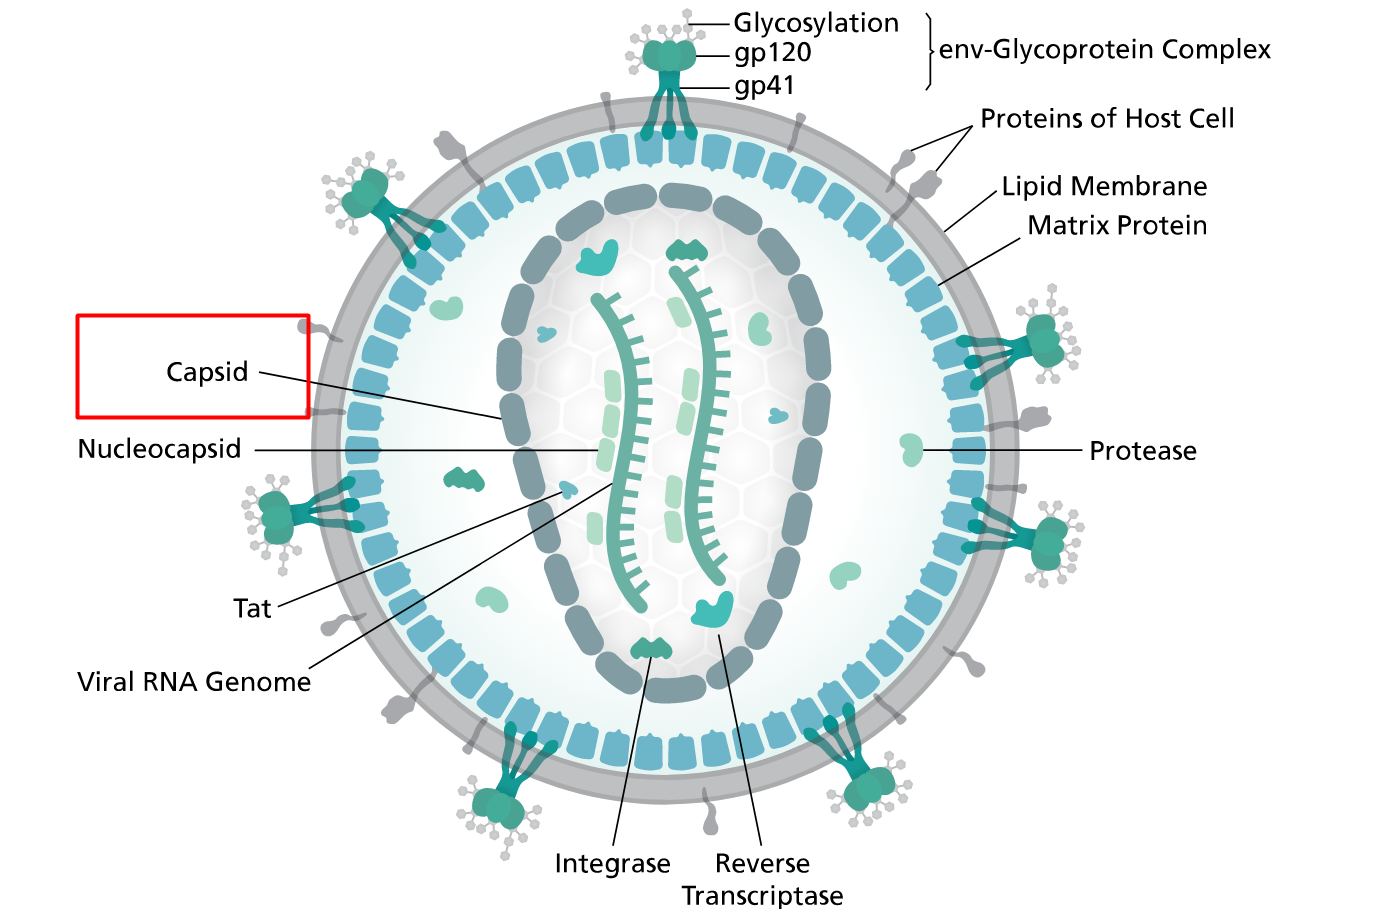 Glycosylation
gp120
gp41
env-Glycoprotein Complex
Proteins of Host Cell
Lipid Membrane
Matrix Protein
Capsid
Nucleocapsid
Protease
Tat
Viral RNA Genome
Integrase
Reverse
Transcriptase